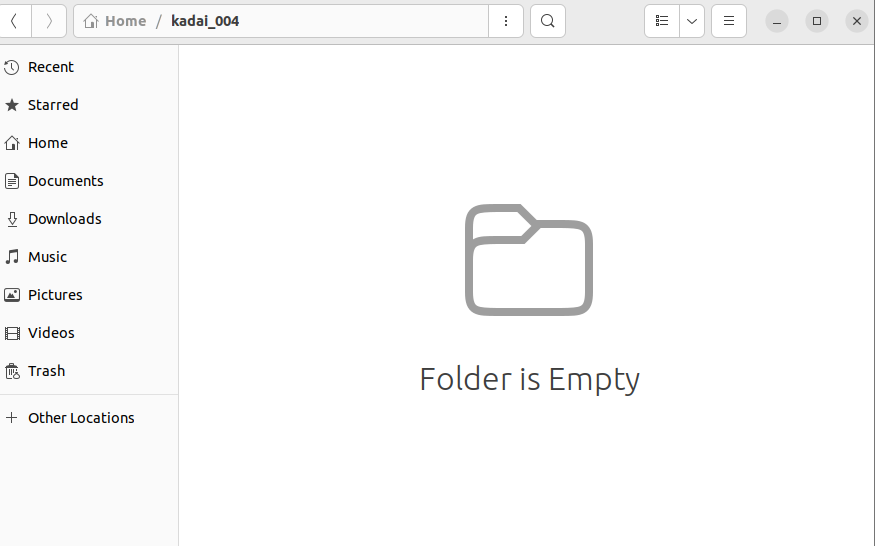 Home / kadai_004
Recent
Starred
Home
Documents
Downloads
Music
Pictures
Videos
Trash
Other Locations
Folder is Empty